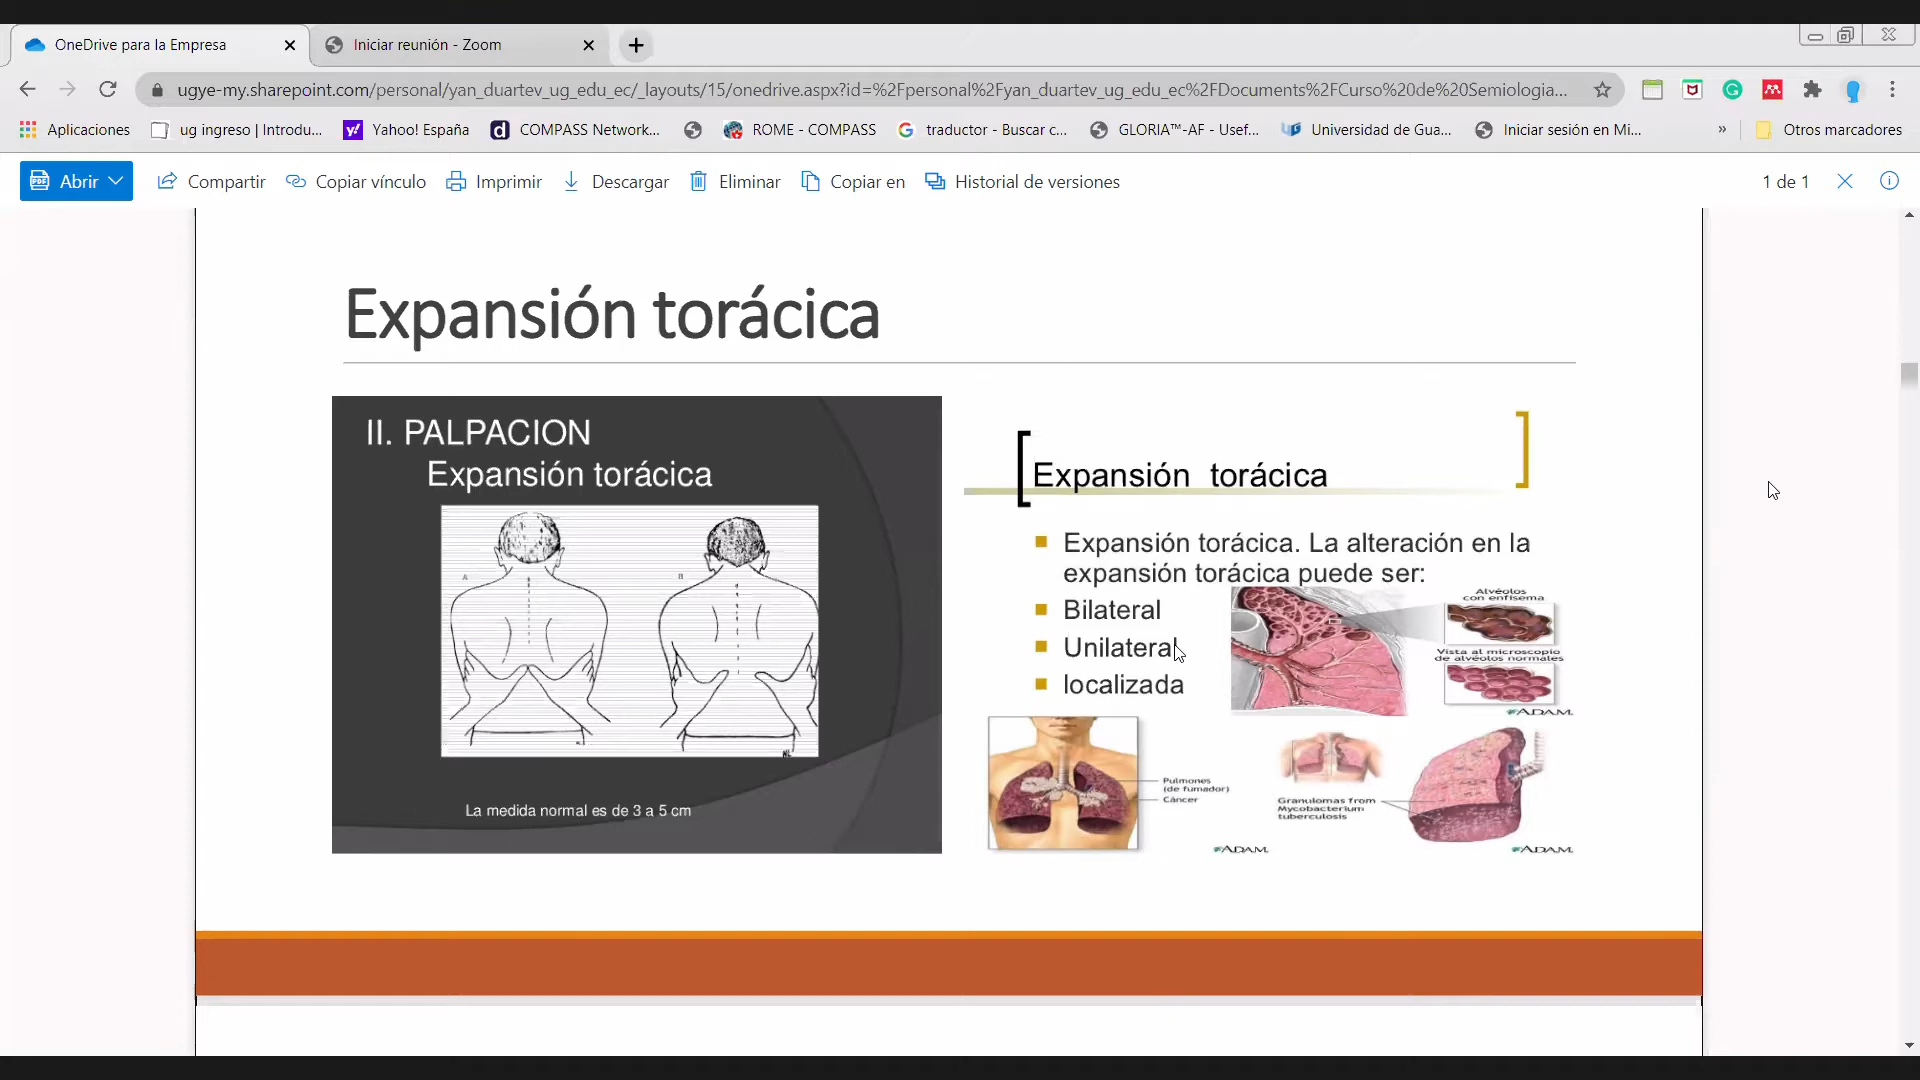 OneDrive para la Empresa
Iniciar reunión - Zoom
ugye-my.sharepoint.com/personal/yan_duartev_ug_edu_ec/_layouts/15/onedrive.aspx?id=%2Fpersonal%2Fyan_duartev_ug_edu_ec%2FDocuments%2FCurso%20de%20Semiologia...
Aplicaciones
ug ingreso | Introdu...
Yahoo! España
COMPASS Network...
ROME - COMPASS
traductor - Buscar c...
GLORIA™-AF - Usef...
Universidad de Gua...
Iniciar sesión en Mi...
»
Otros marcadores
Abrir
Compartir
Copiar vínculo
Imprimir
Descargar
Eliminar
Copiar en
Historial de versiones
1 de 1
Expansión torácica
II. PALPACION
Expansión torácica
A
B
La medida normal es de 3 a 5 cm
Expansión torácica
Expansión torácica. La alteración en la
expansión torácica puede ser:
Bilateral
Unilateral
localizada
Alvéolos
con enfisema
Vista al microscopio
de alvéolos normales
ADAM.
Pulmones
(de fumador)
Cáncer
ADAM.
Granulomas from
Mycobacterium
tuberculosis
ADAM.